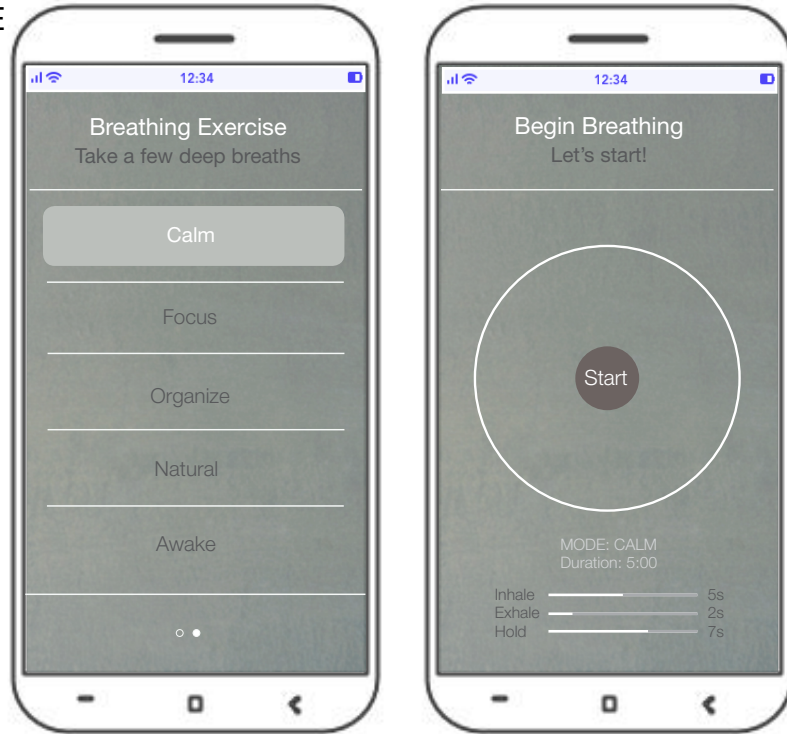 E
12:34
Breathing Exercise
Take a few deep breaths
Calm
Focus
Organize
Natural
Awake
12:34
Begin Breathing
Let's start!
Start
MODE: CALM
Duration: 5:00
Inhale 5s
Exhale 2s
Hold 7s